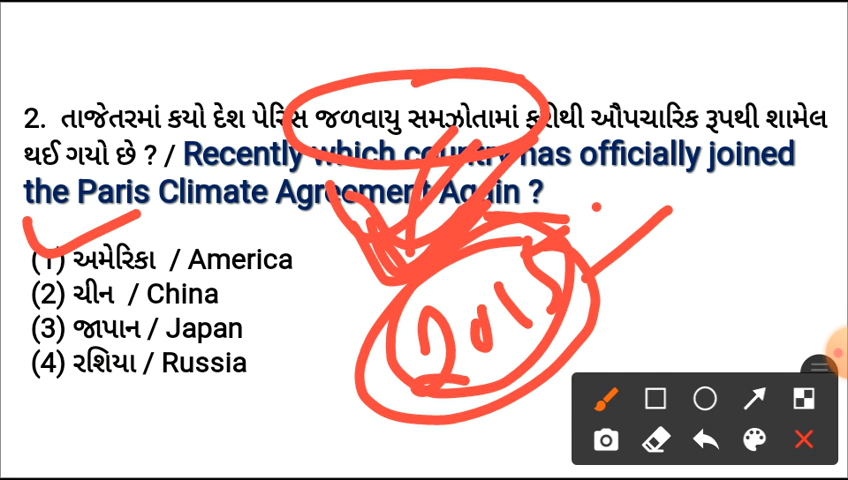 2. તાજેતરમાં કયો દેશ પેરિસ જળવાયુ સમઝોતામાં ફરીથી ઔપચારિક રૂપથી શામેલ
થઈ ગયો છે ? / Recently which country has officially joined
the Paris Climate Agreement Again ?
(1) અમેરિકા / America
(2) ચીન / China
(3) જાપાન / Japan
(4) રશિયા / Russia
2015